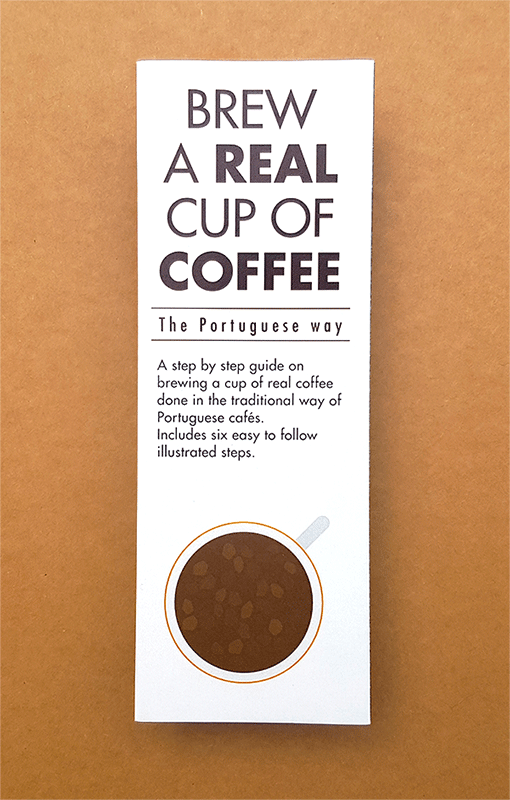 BREW
A REAL
CUP OF
COFFEE
The Portuguese way
A step by step guide on
brewing a cup of real coffee
done in the traditional way of
Portuguese cafés.
Includes six easy to follow
illustrated steps.